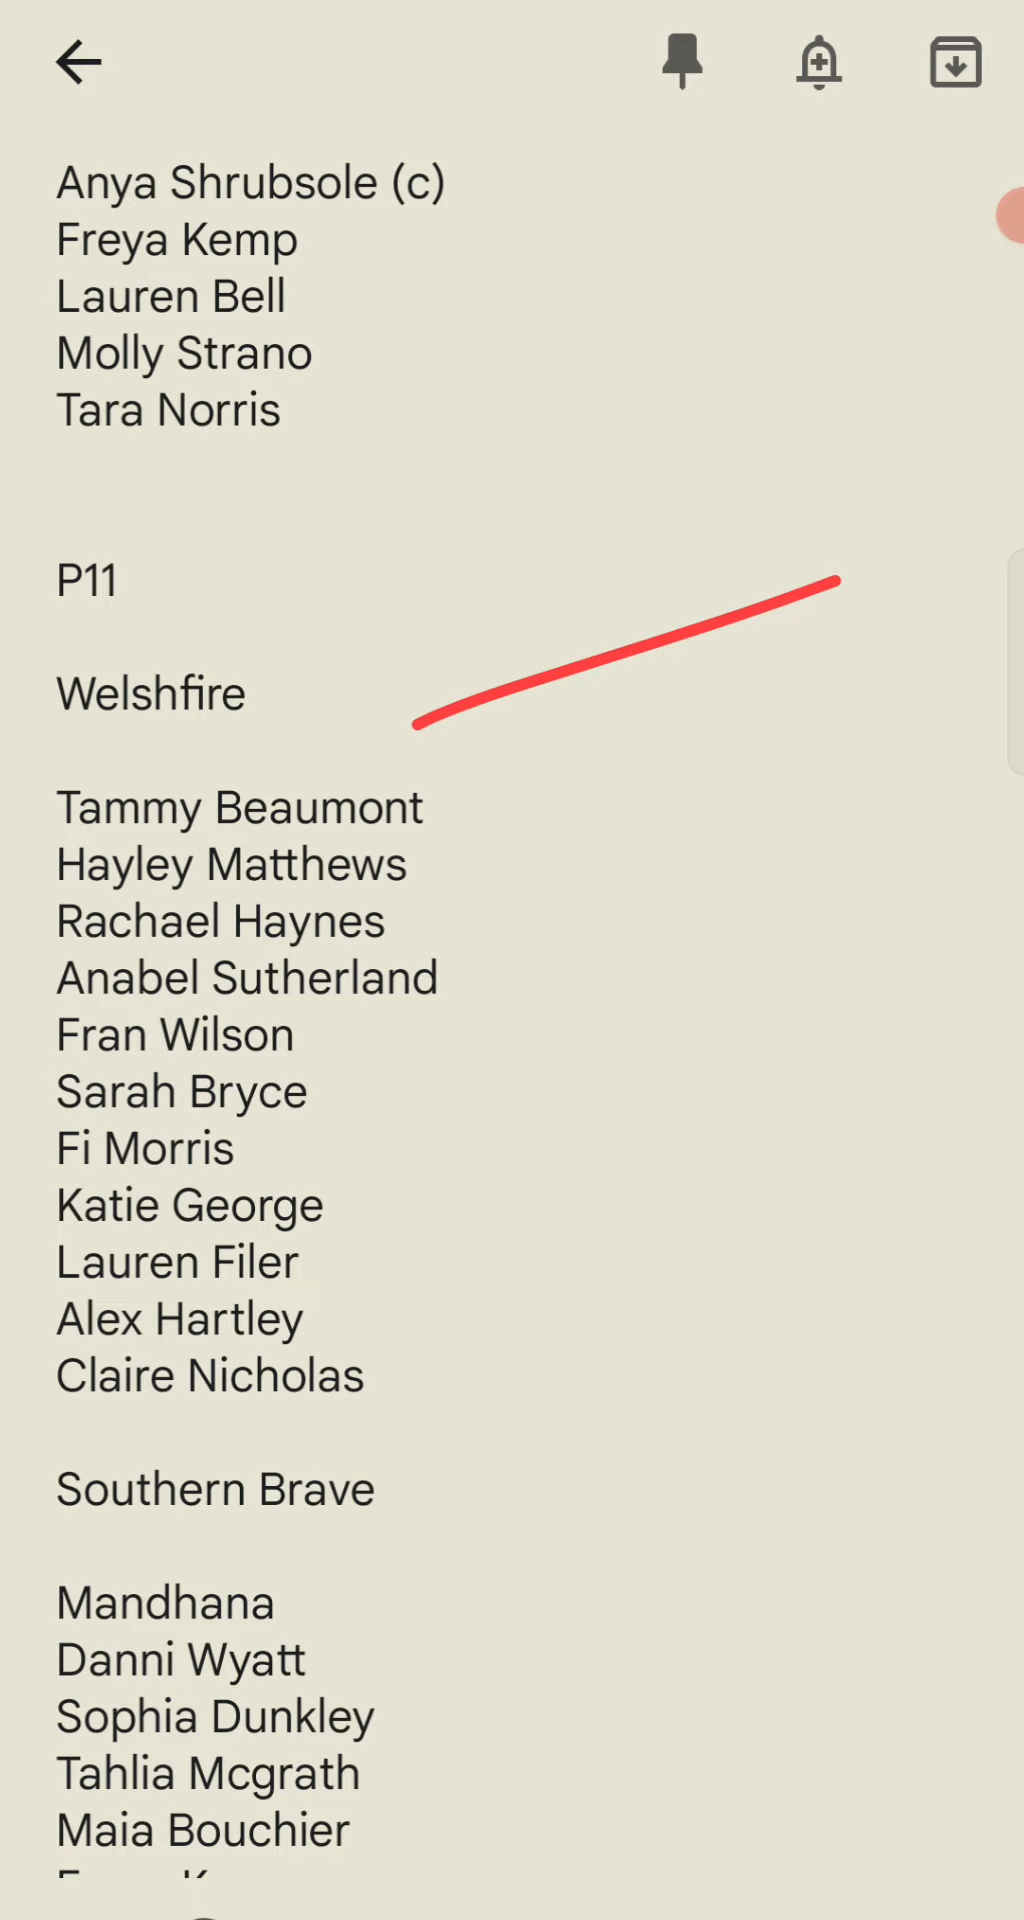 Anya Shrubsole (c)
Freya Kemp
Lauren Bell
Molly Strano
Tara Norris
P11
Welshfire
Tammy Beaumont
Hayley Matthews
Rachael Haynes
Anabel Sutherland
Fran Wilson
Sarah Bryce
Fi Morris
Katie George
Lauren Filer
Alex Hartley
Claire Nicholas
Southern Brave
Mandhana
Danni Wyatt
Sophia Dunkley
Tahlia Mcgrath
Maia Bouchier